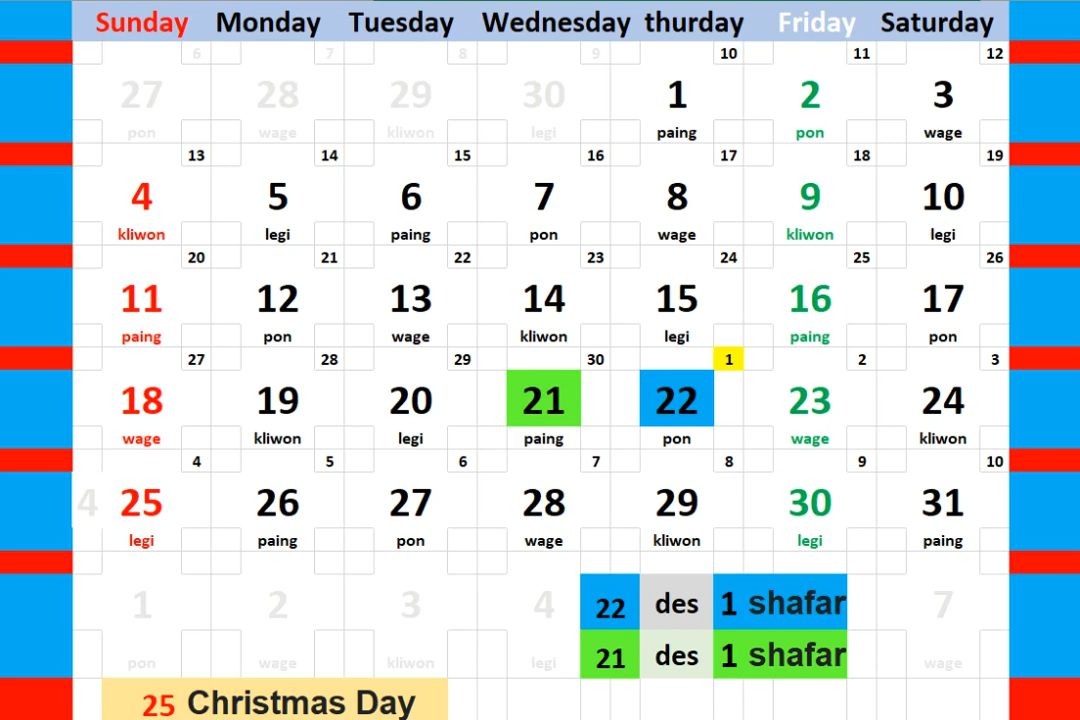 Sunday Monday Tuesday Wednesday thurday Friday Saturday
6 7 8 9 10 11 12
27 28 29 30 1 2 3
pon wage kliwon legi paing pon wage
13 14 15 16 17 18 19
4 5 6 7 8 9 10
kliwon legi paing pon wage kliwon legi
20 21 22 23 24 25 26
11 12 13 14 15 16 17
paing pon wage kliwon legi paing pon
27 28 29 30 1 2 3
18 19 20 21 22 23 24
wage kliwon legi paing pon wage kliwon
4 5 6 7 8 9 10
4 25 26 27 28 29 30 31
legi paing pon wage kliwon legi paing
1 2 3 4 22 des 1 shafar 7
pon wage kliwon legi 21 des 1 shafar wage
25 Christmas Day